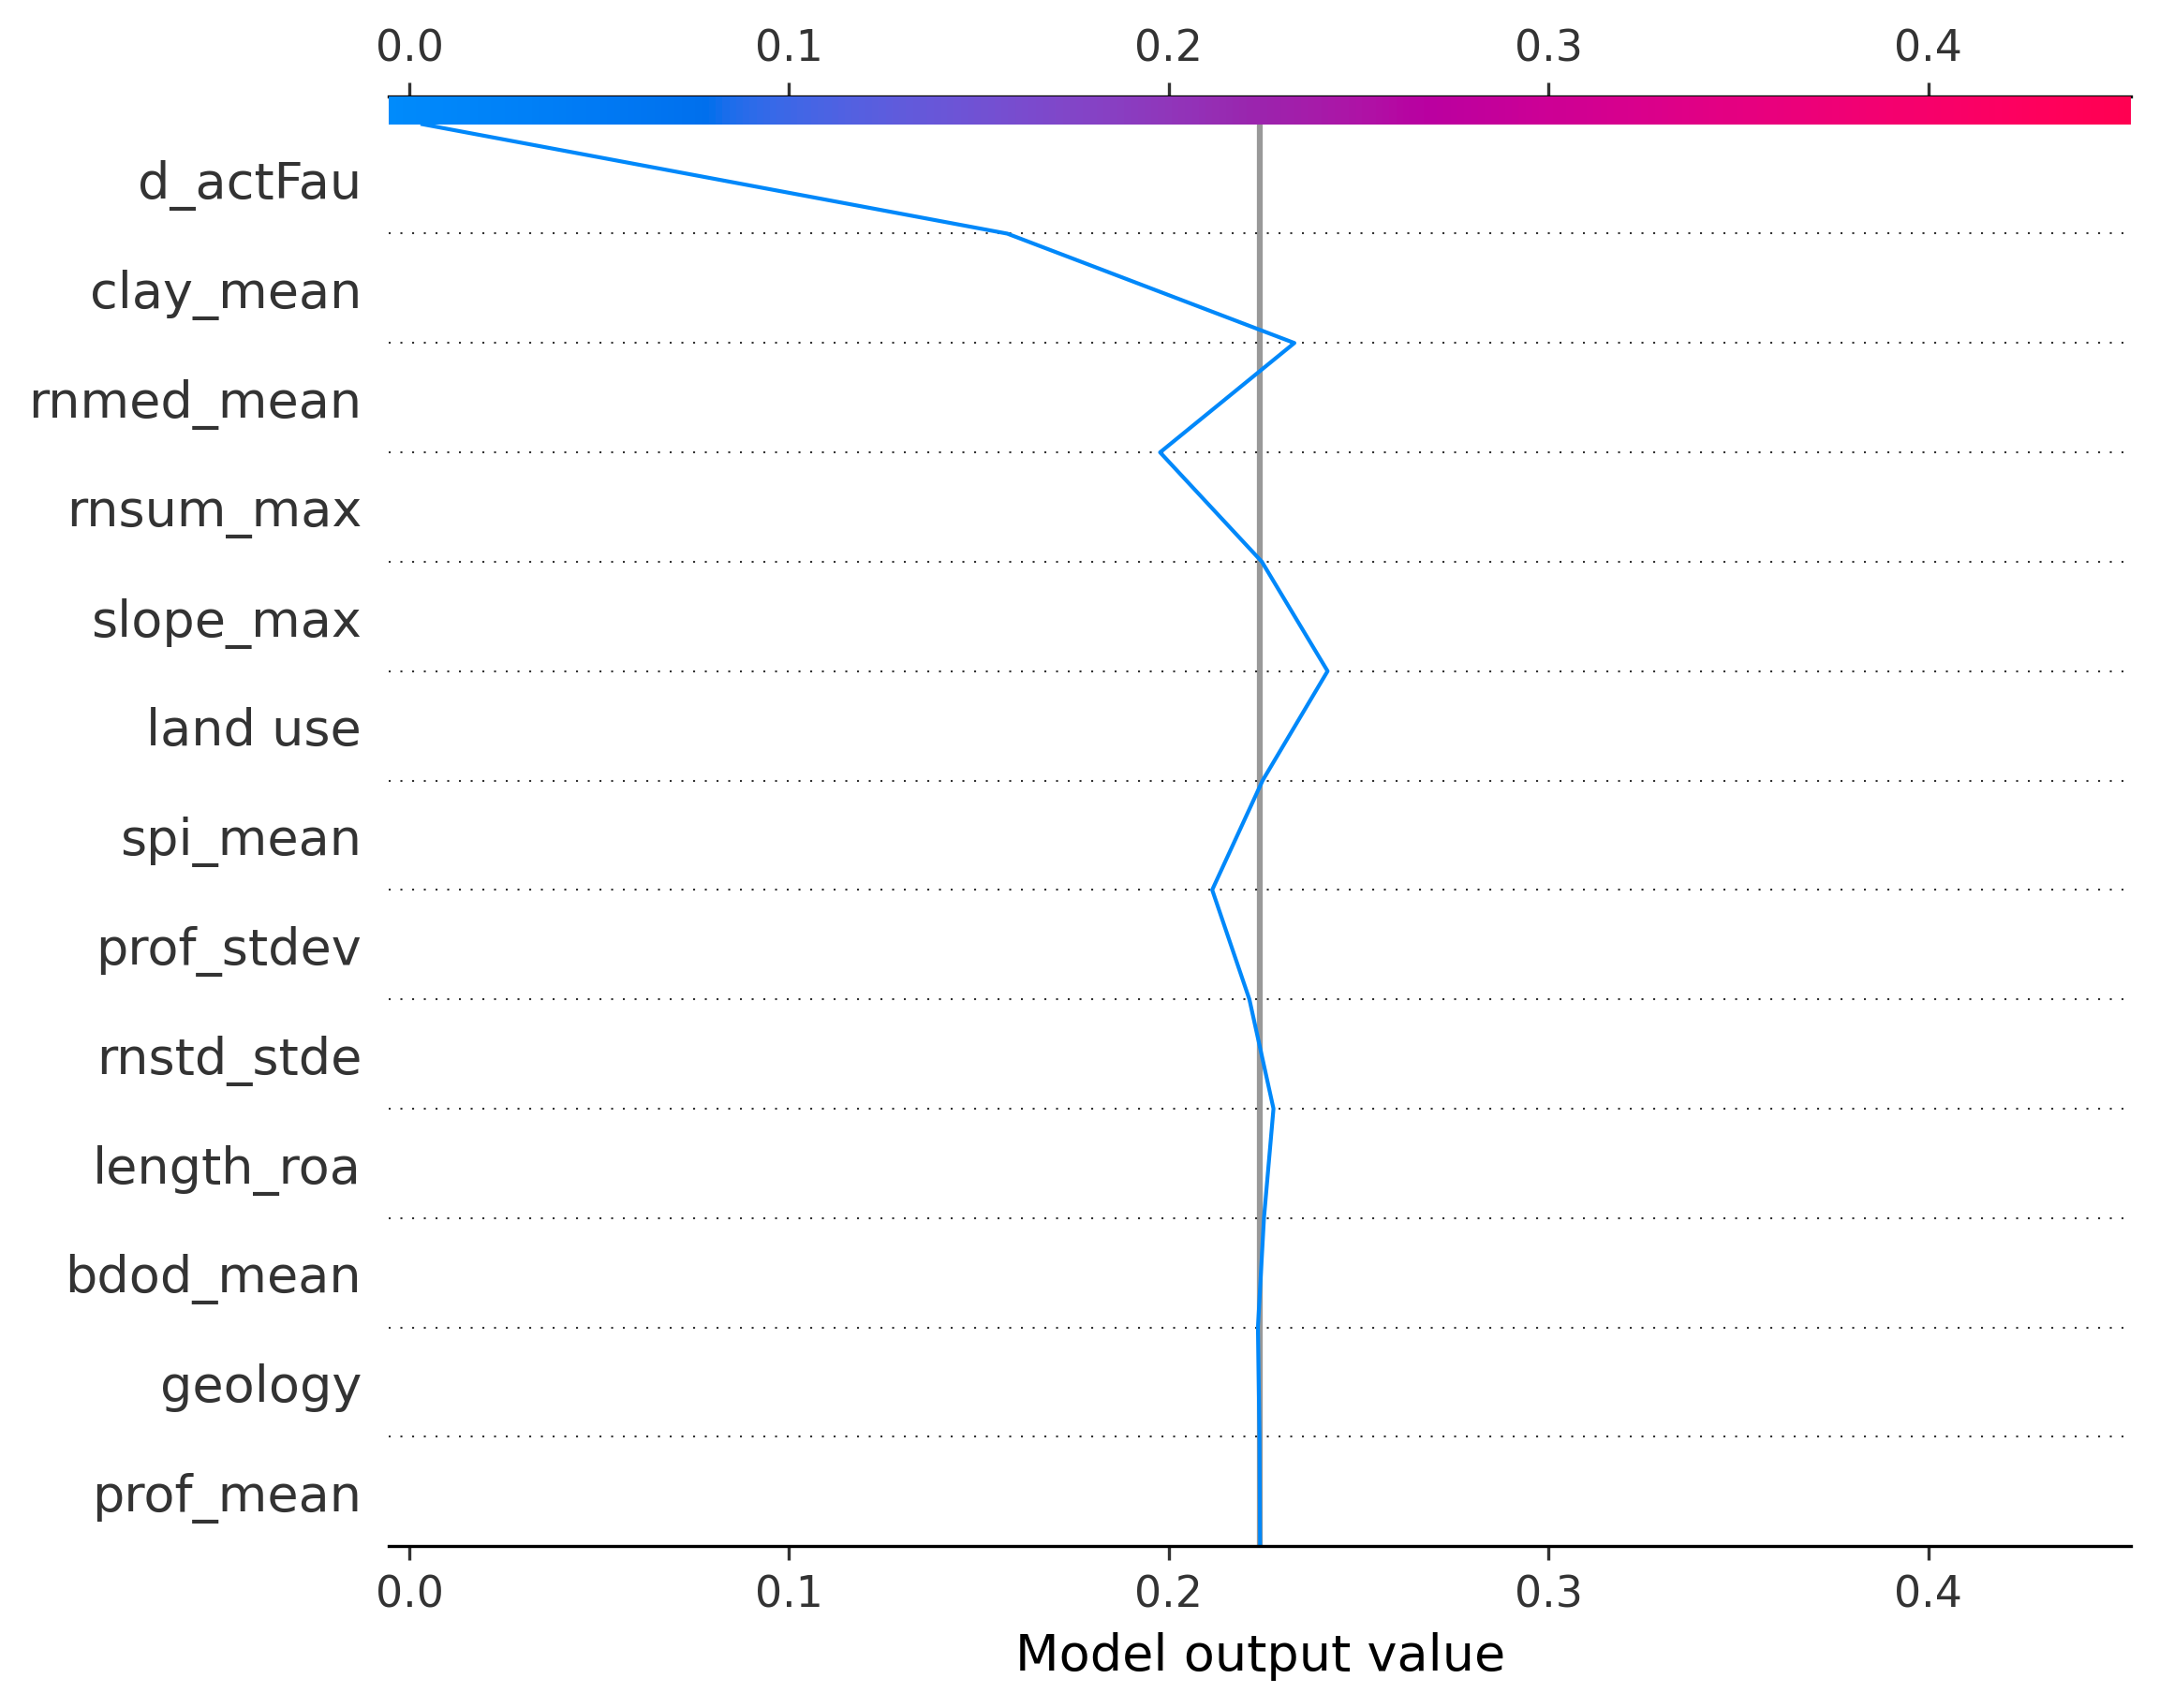 0.0 0.1 0.2 0.3 0.4
d_actFau
clay_mean
rnmed_mean
rnsum_max
slope_max
land use
spi_mean
prof_stdev
rnstd_stde
length_roa
bdod_mean
geology
prof_mean
0.0 0.1 0.2 0.3 0.4
Model output value